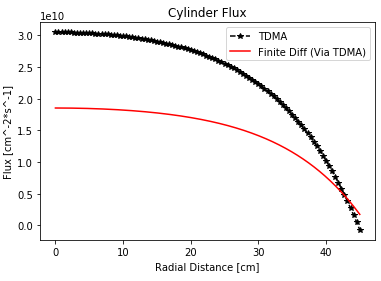 Cylinder Flux
1e10
TDMA
Finite Diff (Via TDMA)
Flux [cm^-2*s^-1]
3.0
2.5
2.0
1.5
1.0
0.5
0.0
0 10 20 30 40
Radial Distance [cm]